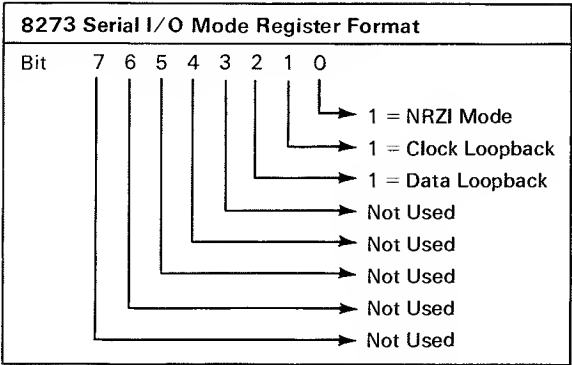 8273 Serial I/O Mode Register Format
Bit 7 6 5 4 3 2 1 0
1 = NRZI Mode
1 = Clock Loopback
1 = Data Loopback
Not Used
Not Used
Not Used
Not Used
Not Used